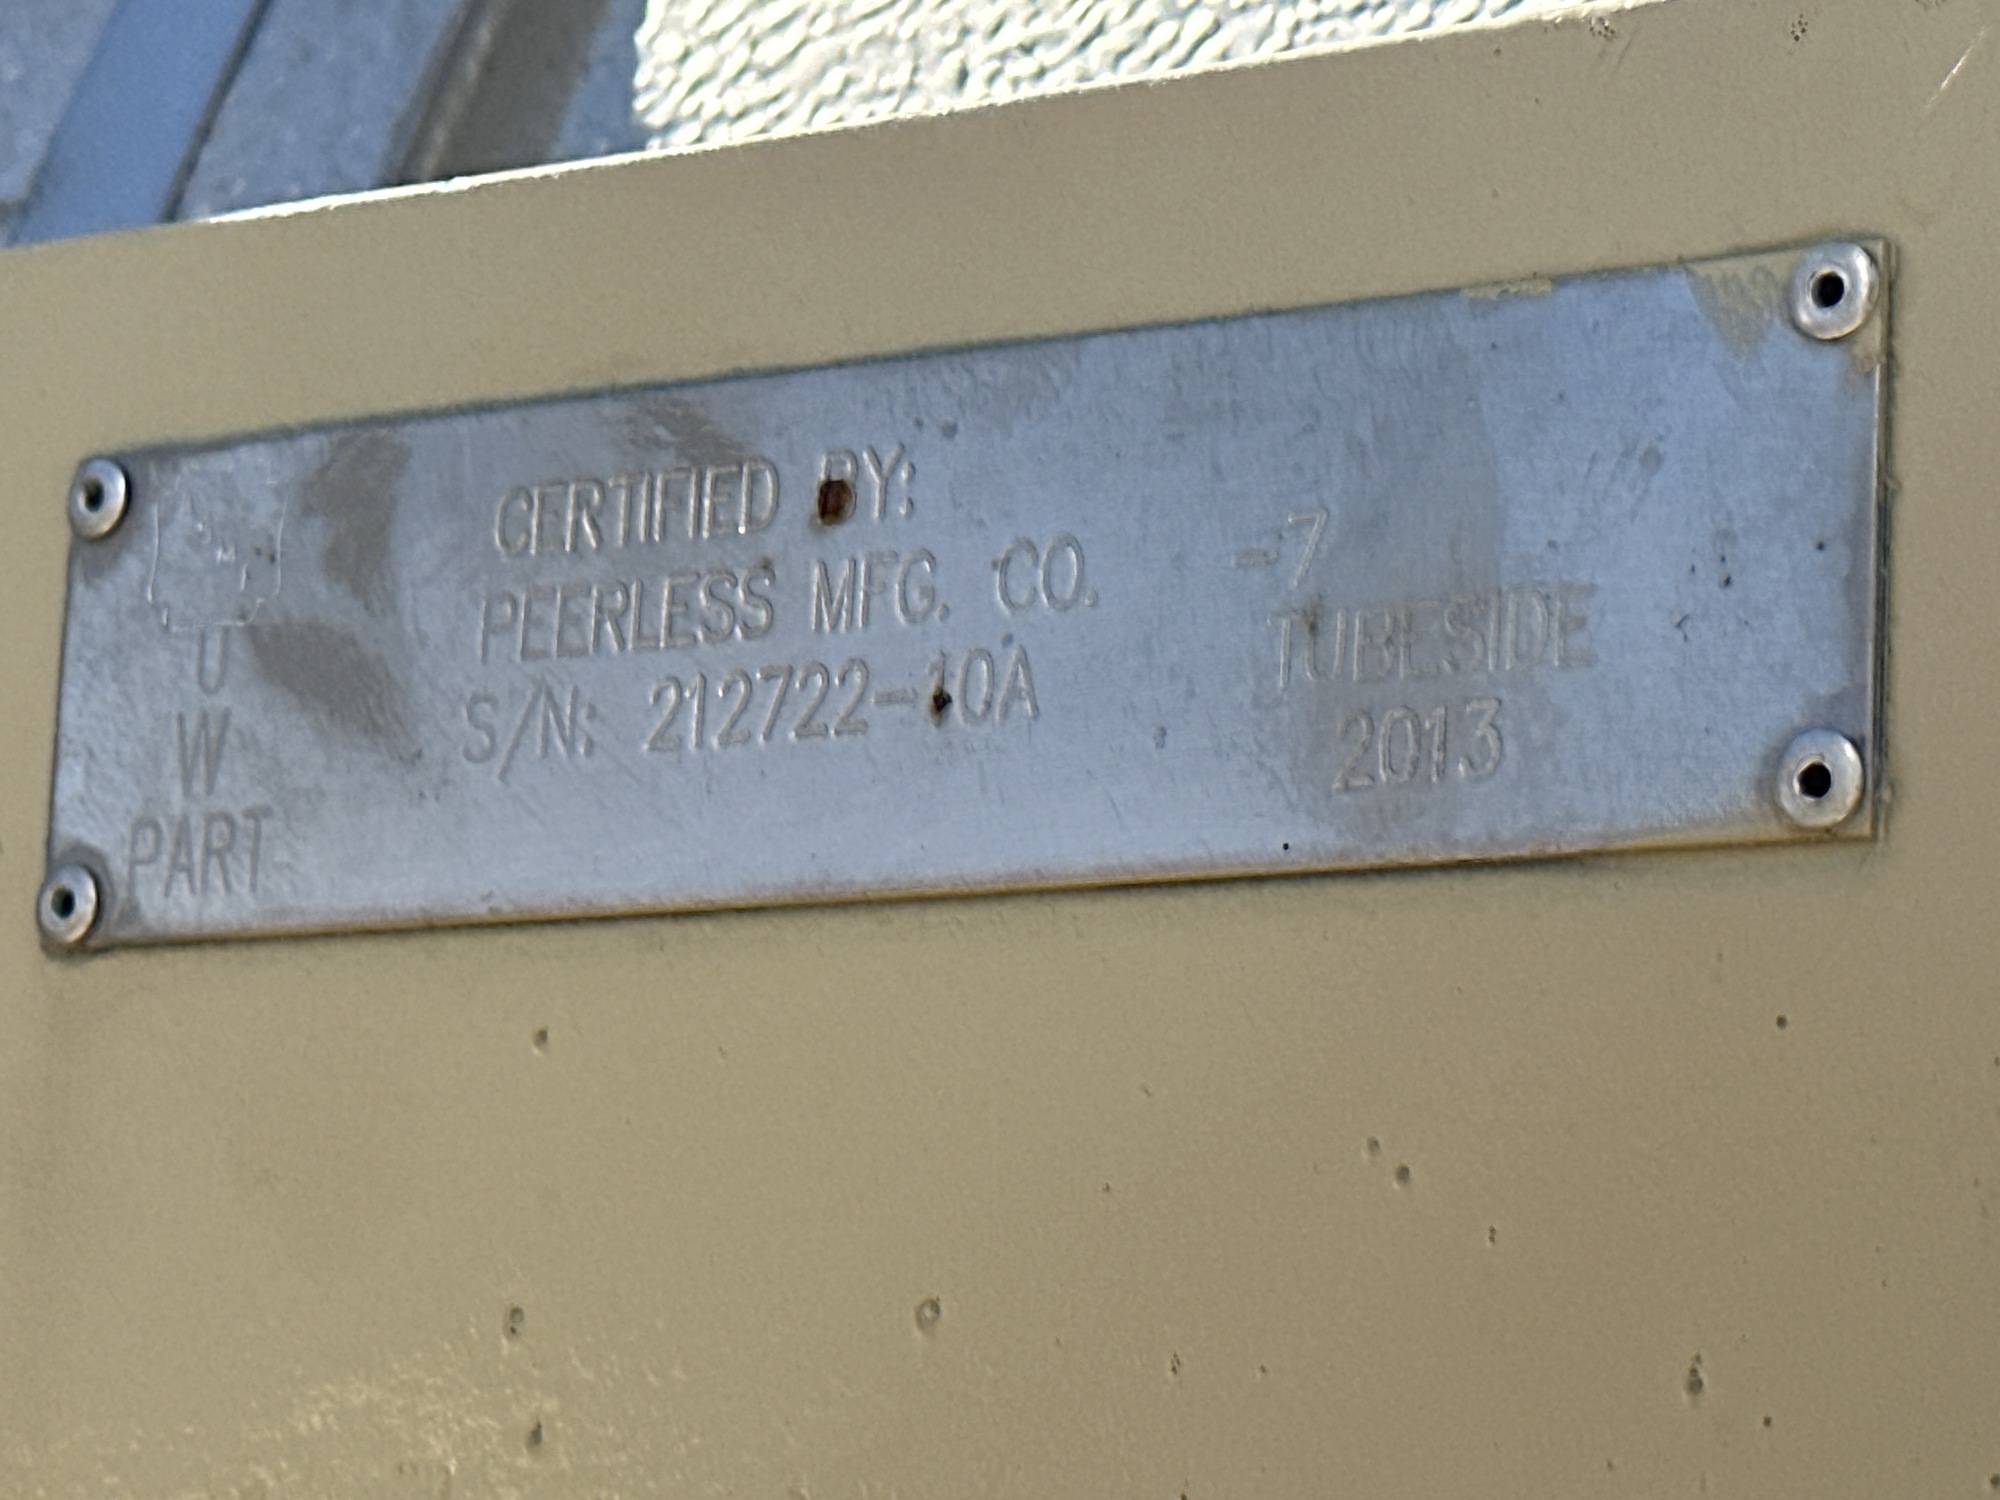 U
W
PART
CERTIFIED BY:
PEERLESS MFG. CO.
S/N: 212722-10A
-7
TUBESIDE
2013